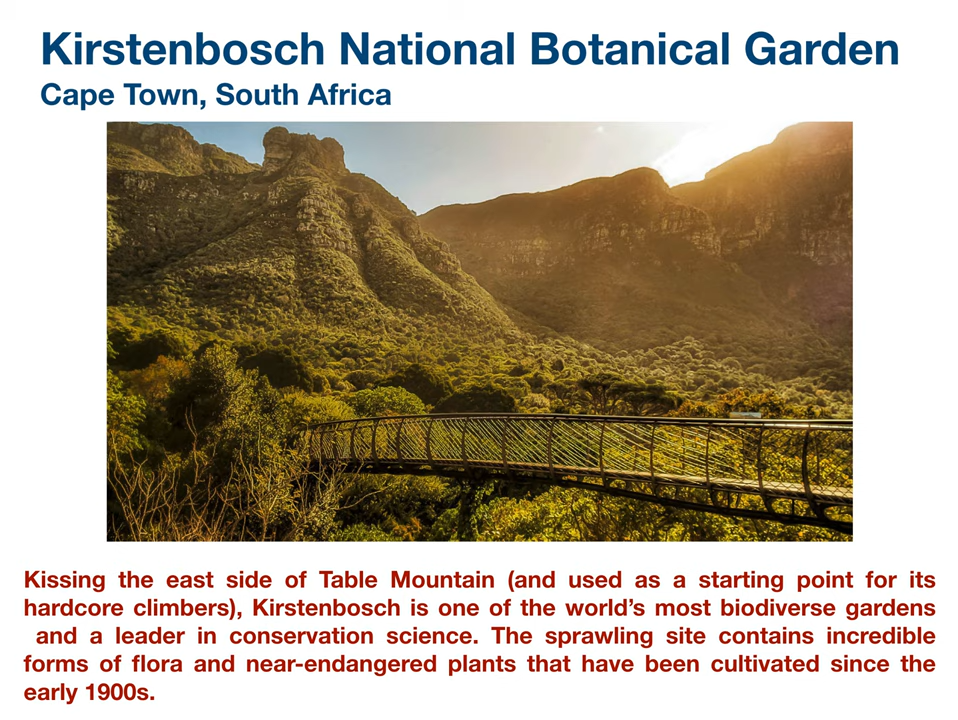 Kirstenbosch National Botanical Garden
Cape Town, South Africa
Kissing the east side of Table Mountain (and used as a starting point for its
hardcore climbers), Kirstenbosch is one of the world’s most biodiverse gardens
and a leader in conservation science. The sprawling site contains incredible
forms of flora and near-endangered plants that have been cultivated since the
early 1900s.